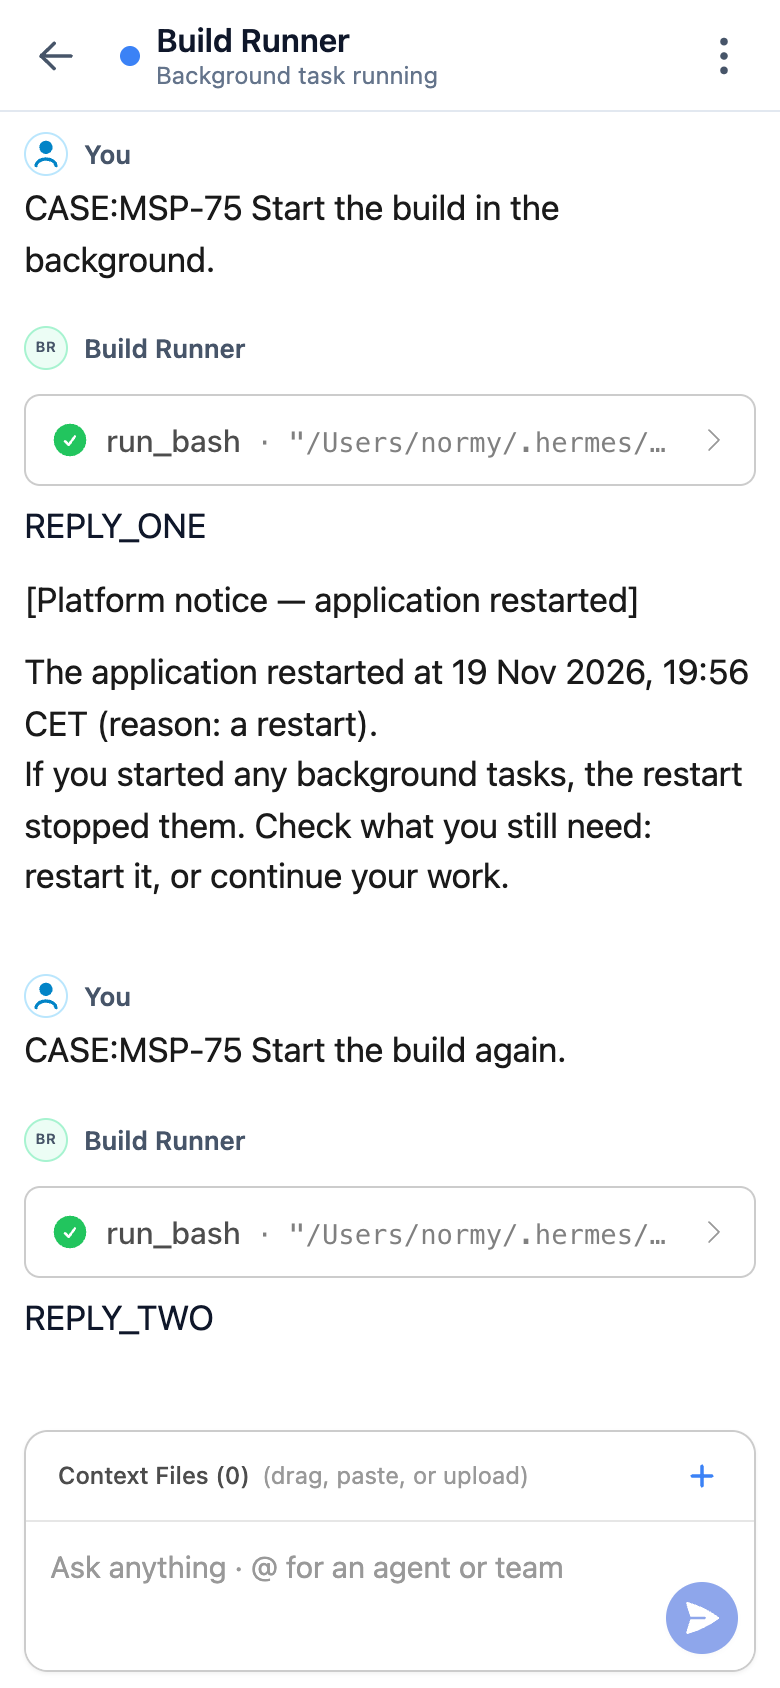 Build Runner
Background task running
You
CASE:MSP-75 Start the build in the
background.
BR
Build Runner
run_bash · "/Users/normy/.hermes/…
REPLY_ONE
[Platform notice — application restarted]
The application restarted at 19 Nov 2026, 19:56
CET (reason: a restart).
If you started any background tasks, the restart
stopped them. Check what you still need:
restart it, or continue your work.
You
CASE:MSP-75 Start the build again.
BR
Build Runner
run_bash · "/Users/normy/.hermes/…
REPLY_TWO
Context Files (0) (drag, paste, or upload)
Ask anything · @ for an agent or team